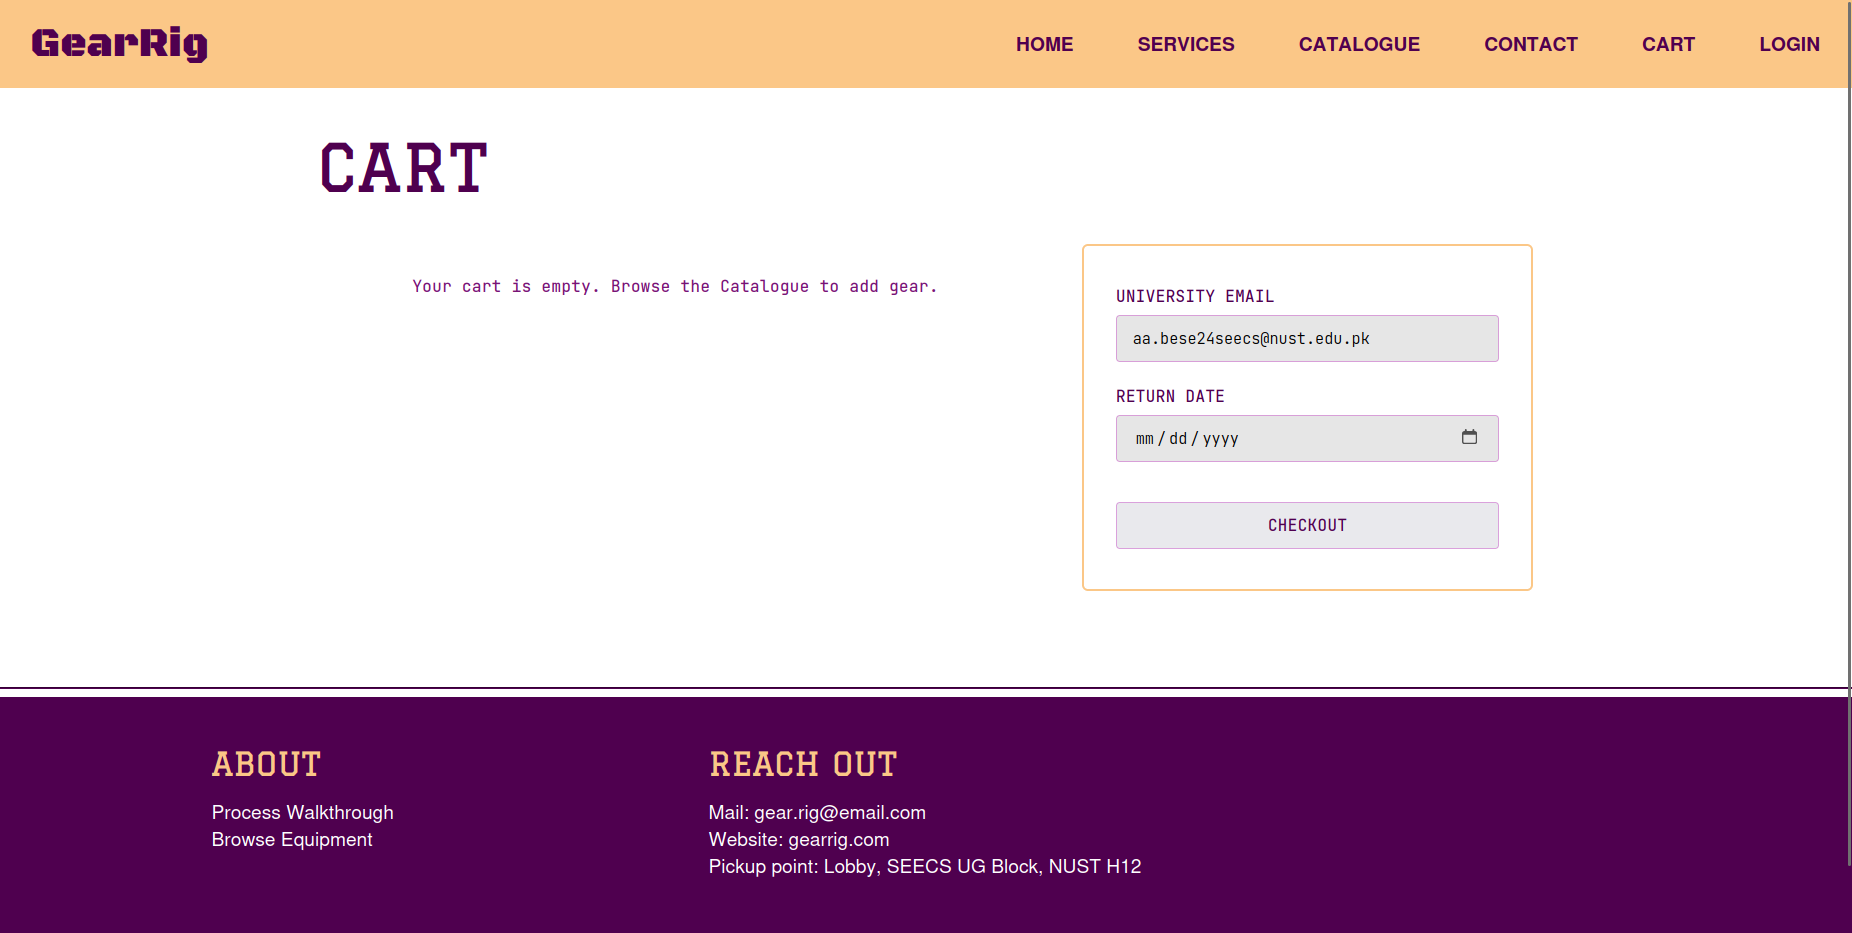 GearRig
HOME SERVICES CATALOGUE CONTACT CART LOGIN
CART
Your cart is empty. Browse the Catalogue to add gear.
UNIVERSITY EMAIL
aa.bese24seecs@nust.edu.pk
RETURN DATE
mm/dd/yyyy
CHECKOUT
ABOUT
Process Walkthrough
Browse Equipment
REACH OUT
Mail: gear.rig@email.com
Website: gearrig.com
Pickup point: Lobby, SEECS UG Block, NUST H12